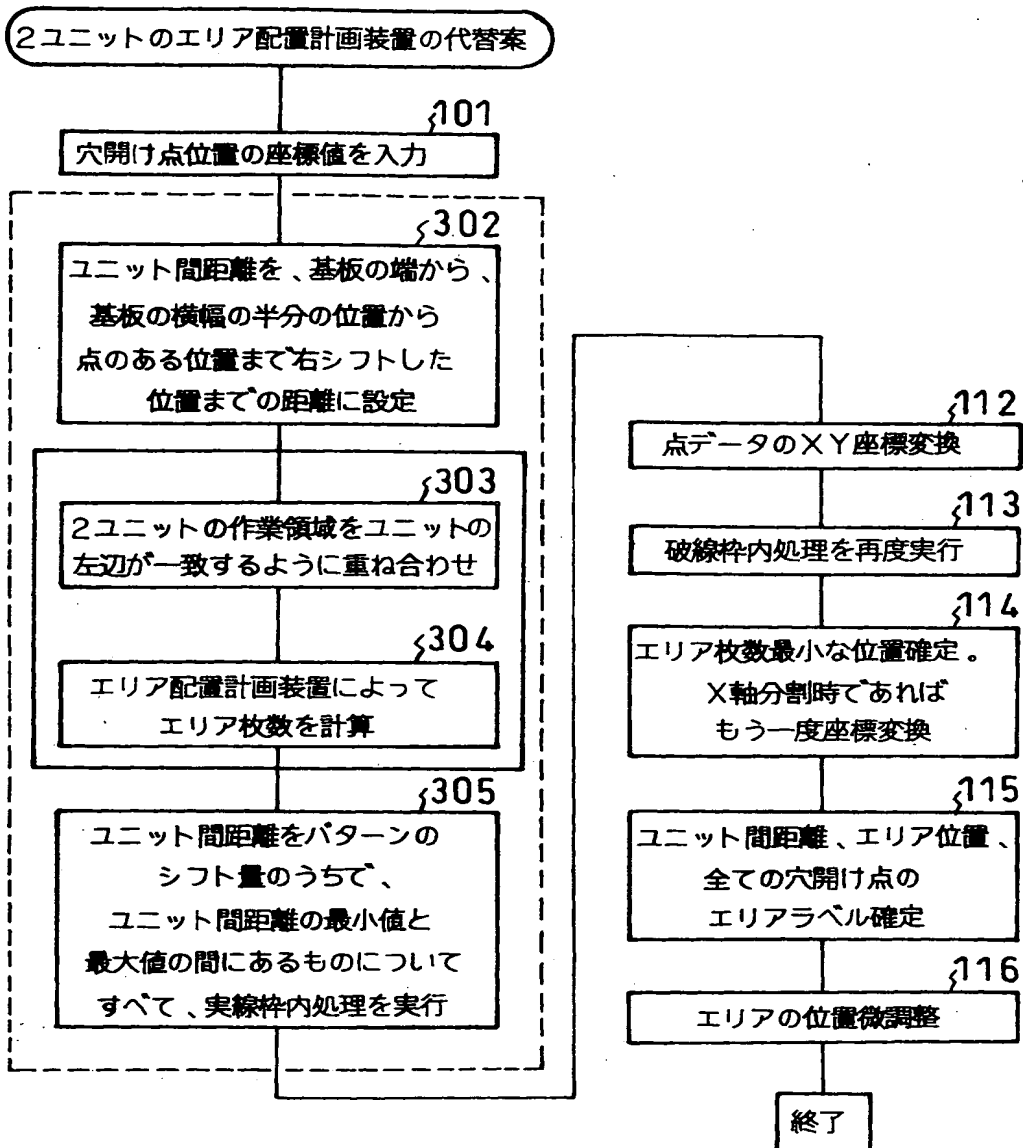 2ユニットのエリア配置計画装置の代替案
101
穴開け点位置の座標値を入力
302
ユニット間距離を、基板の端から、
基板の横幅の半分の位置から
点のある位置まで右シフトした
位置までの距離に設定
303
2ユニットの作業領域をユニットの
左辺が一致するように重ね合わせ
304
エリア配置計画装置によって
エリア枚数を計算
305
ユニット間距離をパターンの
シフト量のうちで、
ユニット間距離の最小値と
最大値の間にあるものについて
すべて、実線枠内処理を実行
112
点データのXY座標変換
113
破線枠内処理を再度実行
114
エリア枚数最小な位置確定。
X軸分割時であれば
もう一度座標変換
115
ユニット間距離、エリア位置、
全ての穴開け点の
エリアラベル確定
116
エリアの位置微調整
終了